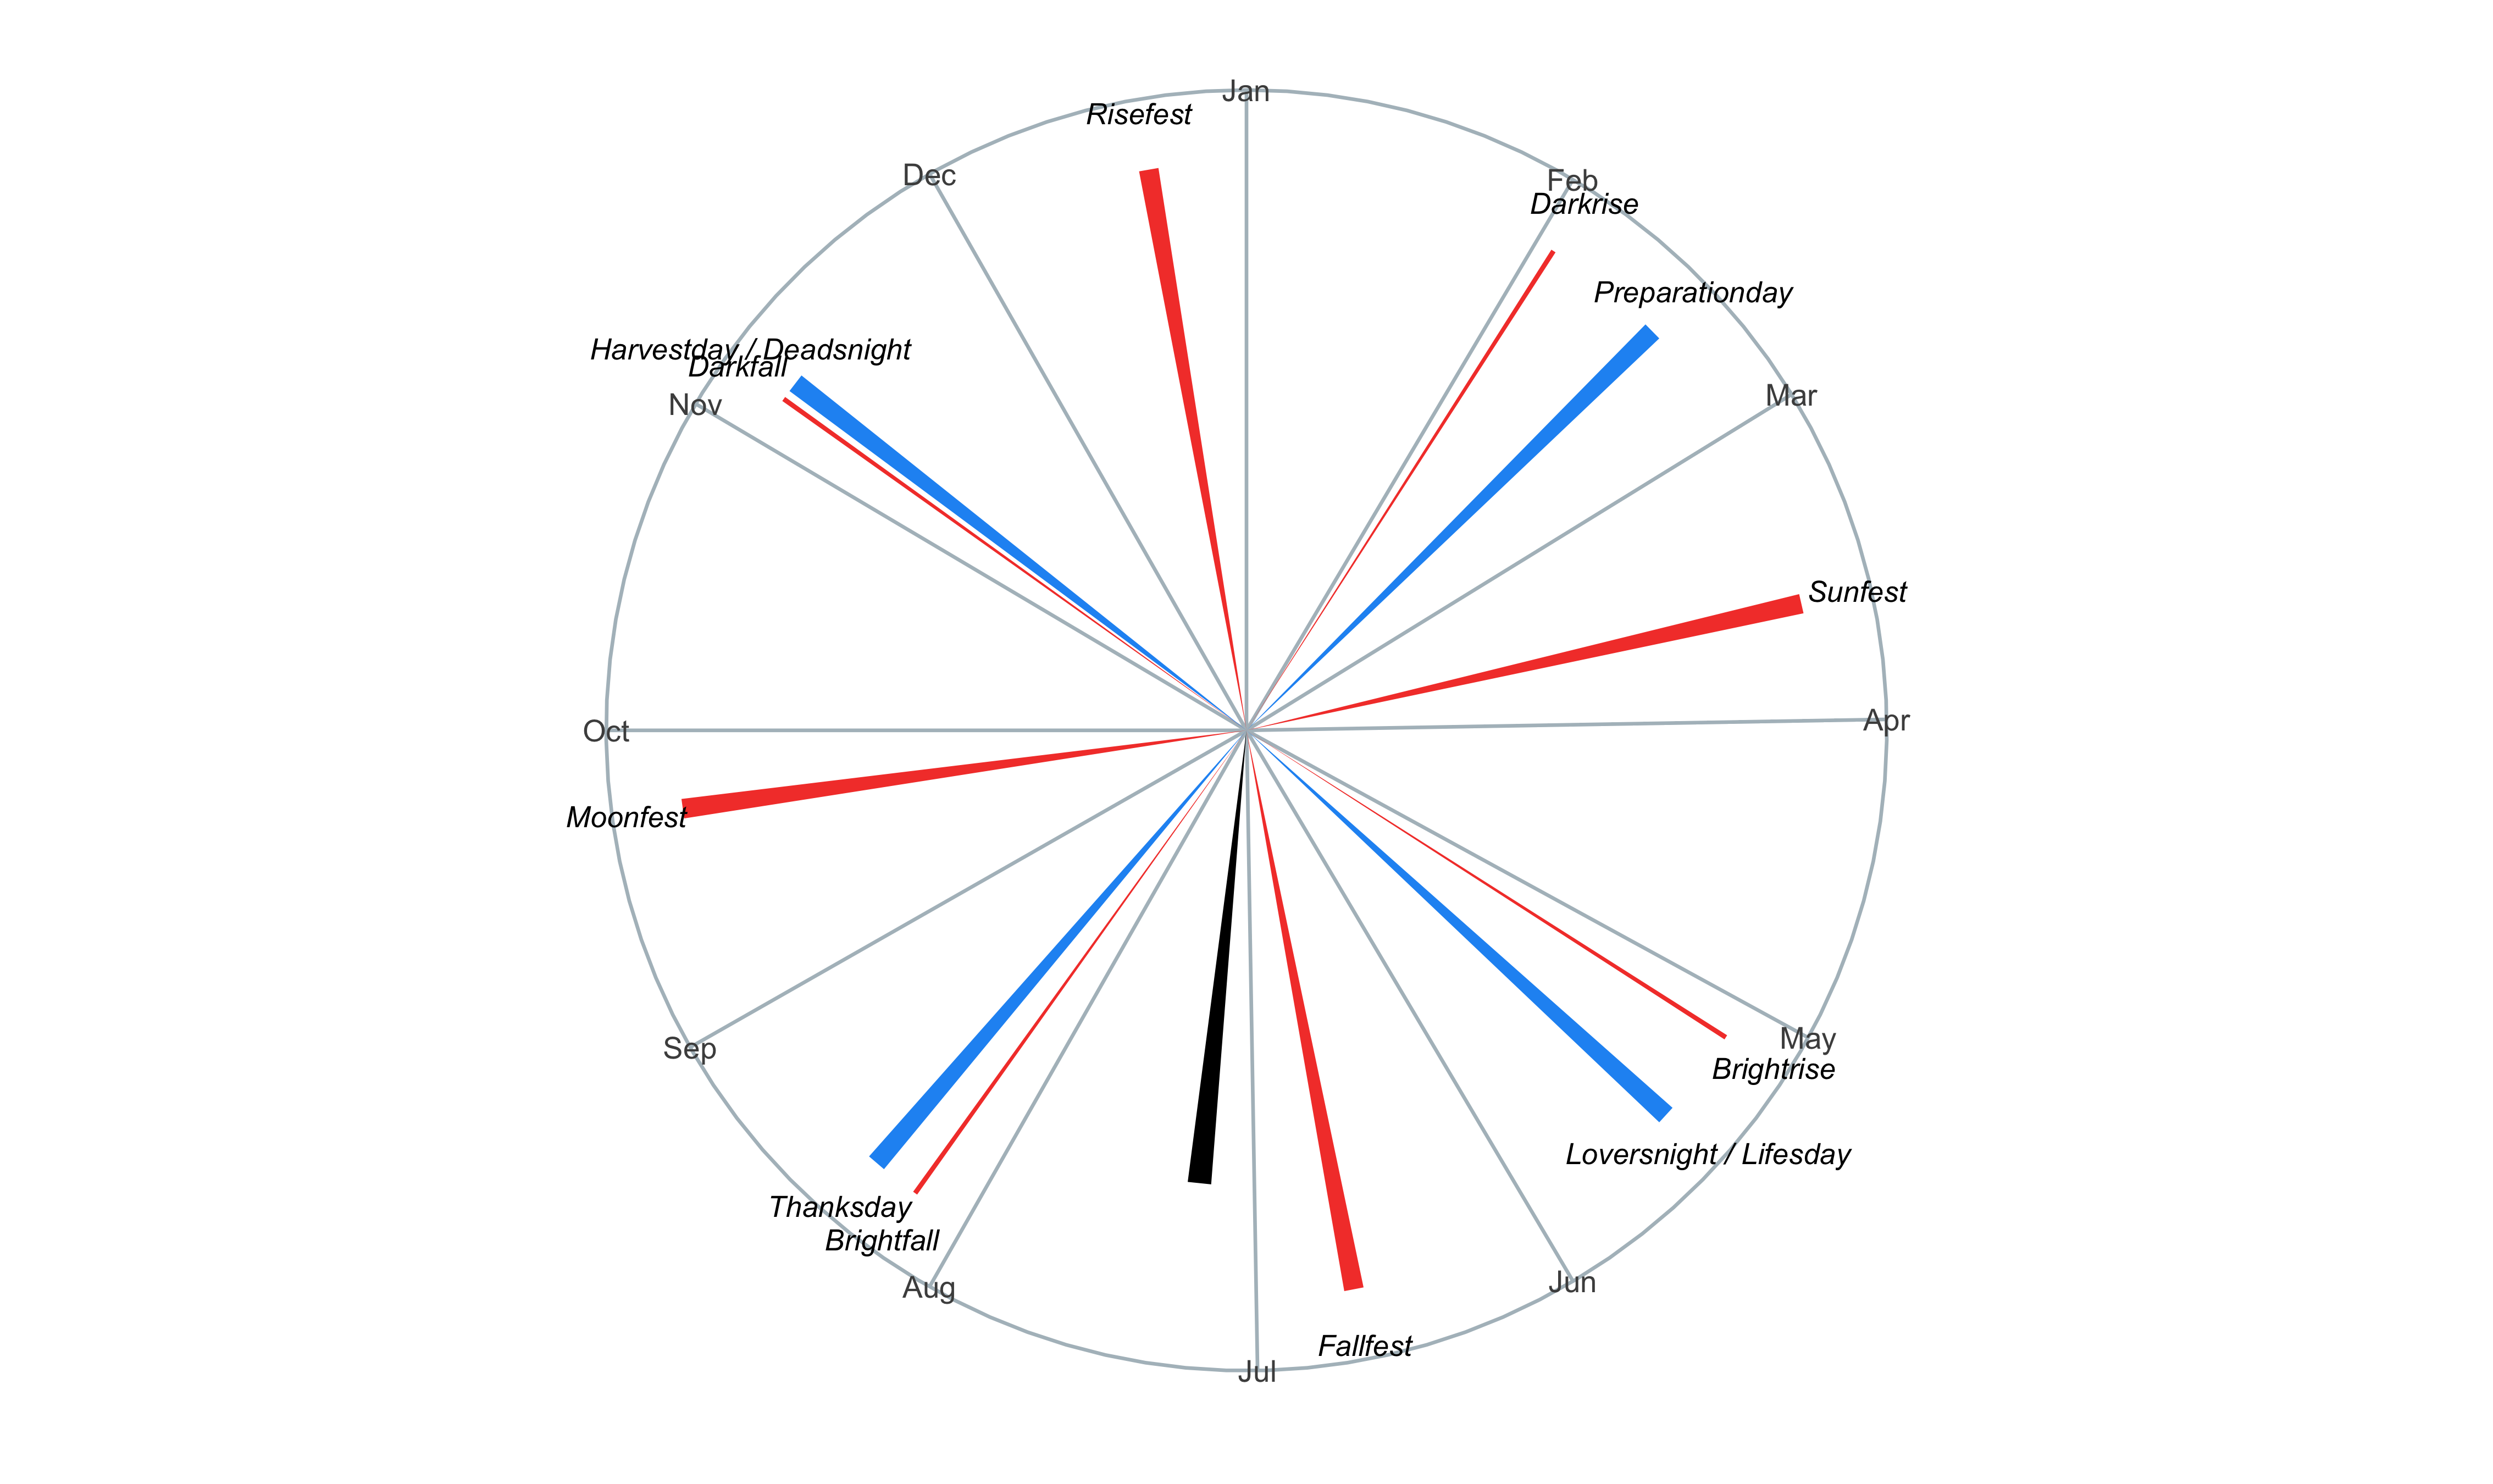 Jan
Risefest
Dec
Feb
Darkrise
Preparationday
Harvestday / Deadsnight
Darkfall
Nov
Mar
Sunfest
Oct
Apr
Moonfest
Sep
May
Brightrise
Loversnight / Lifesday
Thanksday
Brightfall
Aug
Jun
Fallfest
Jul